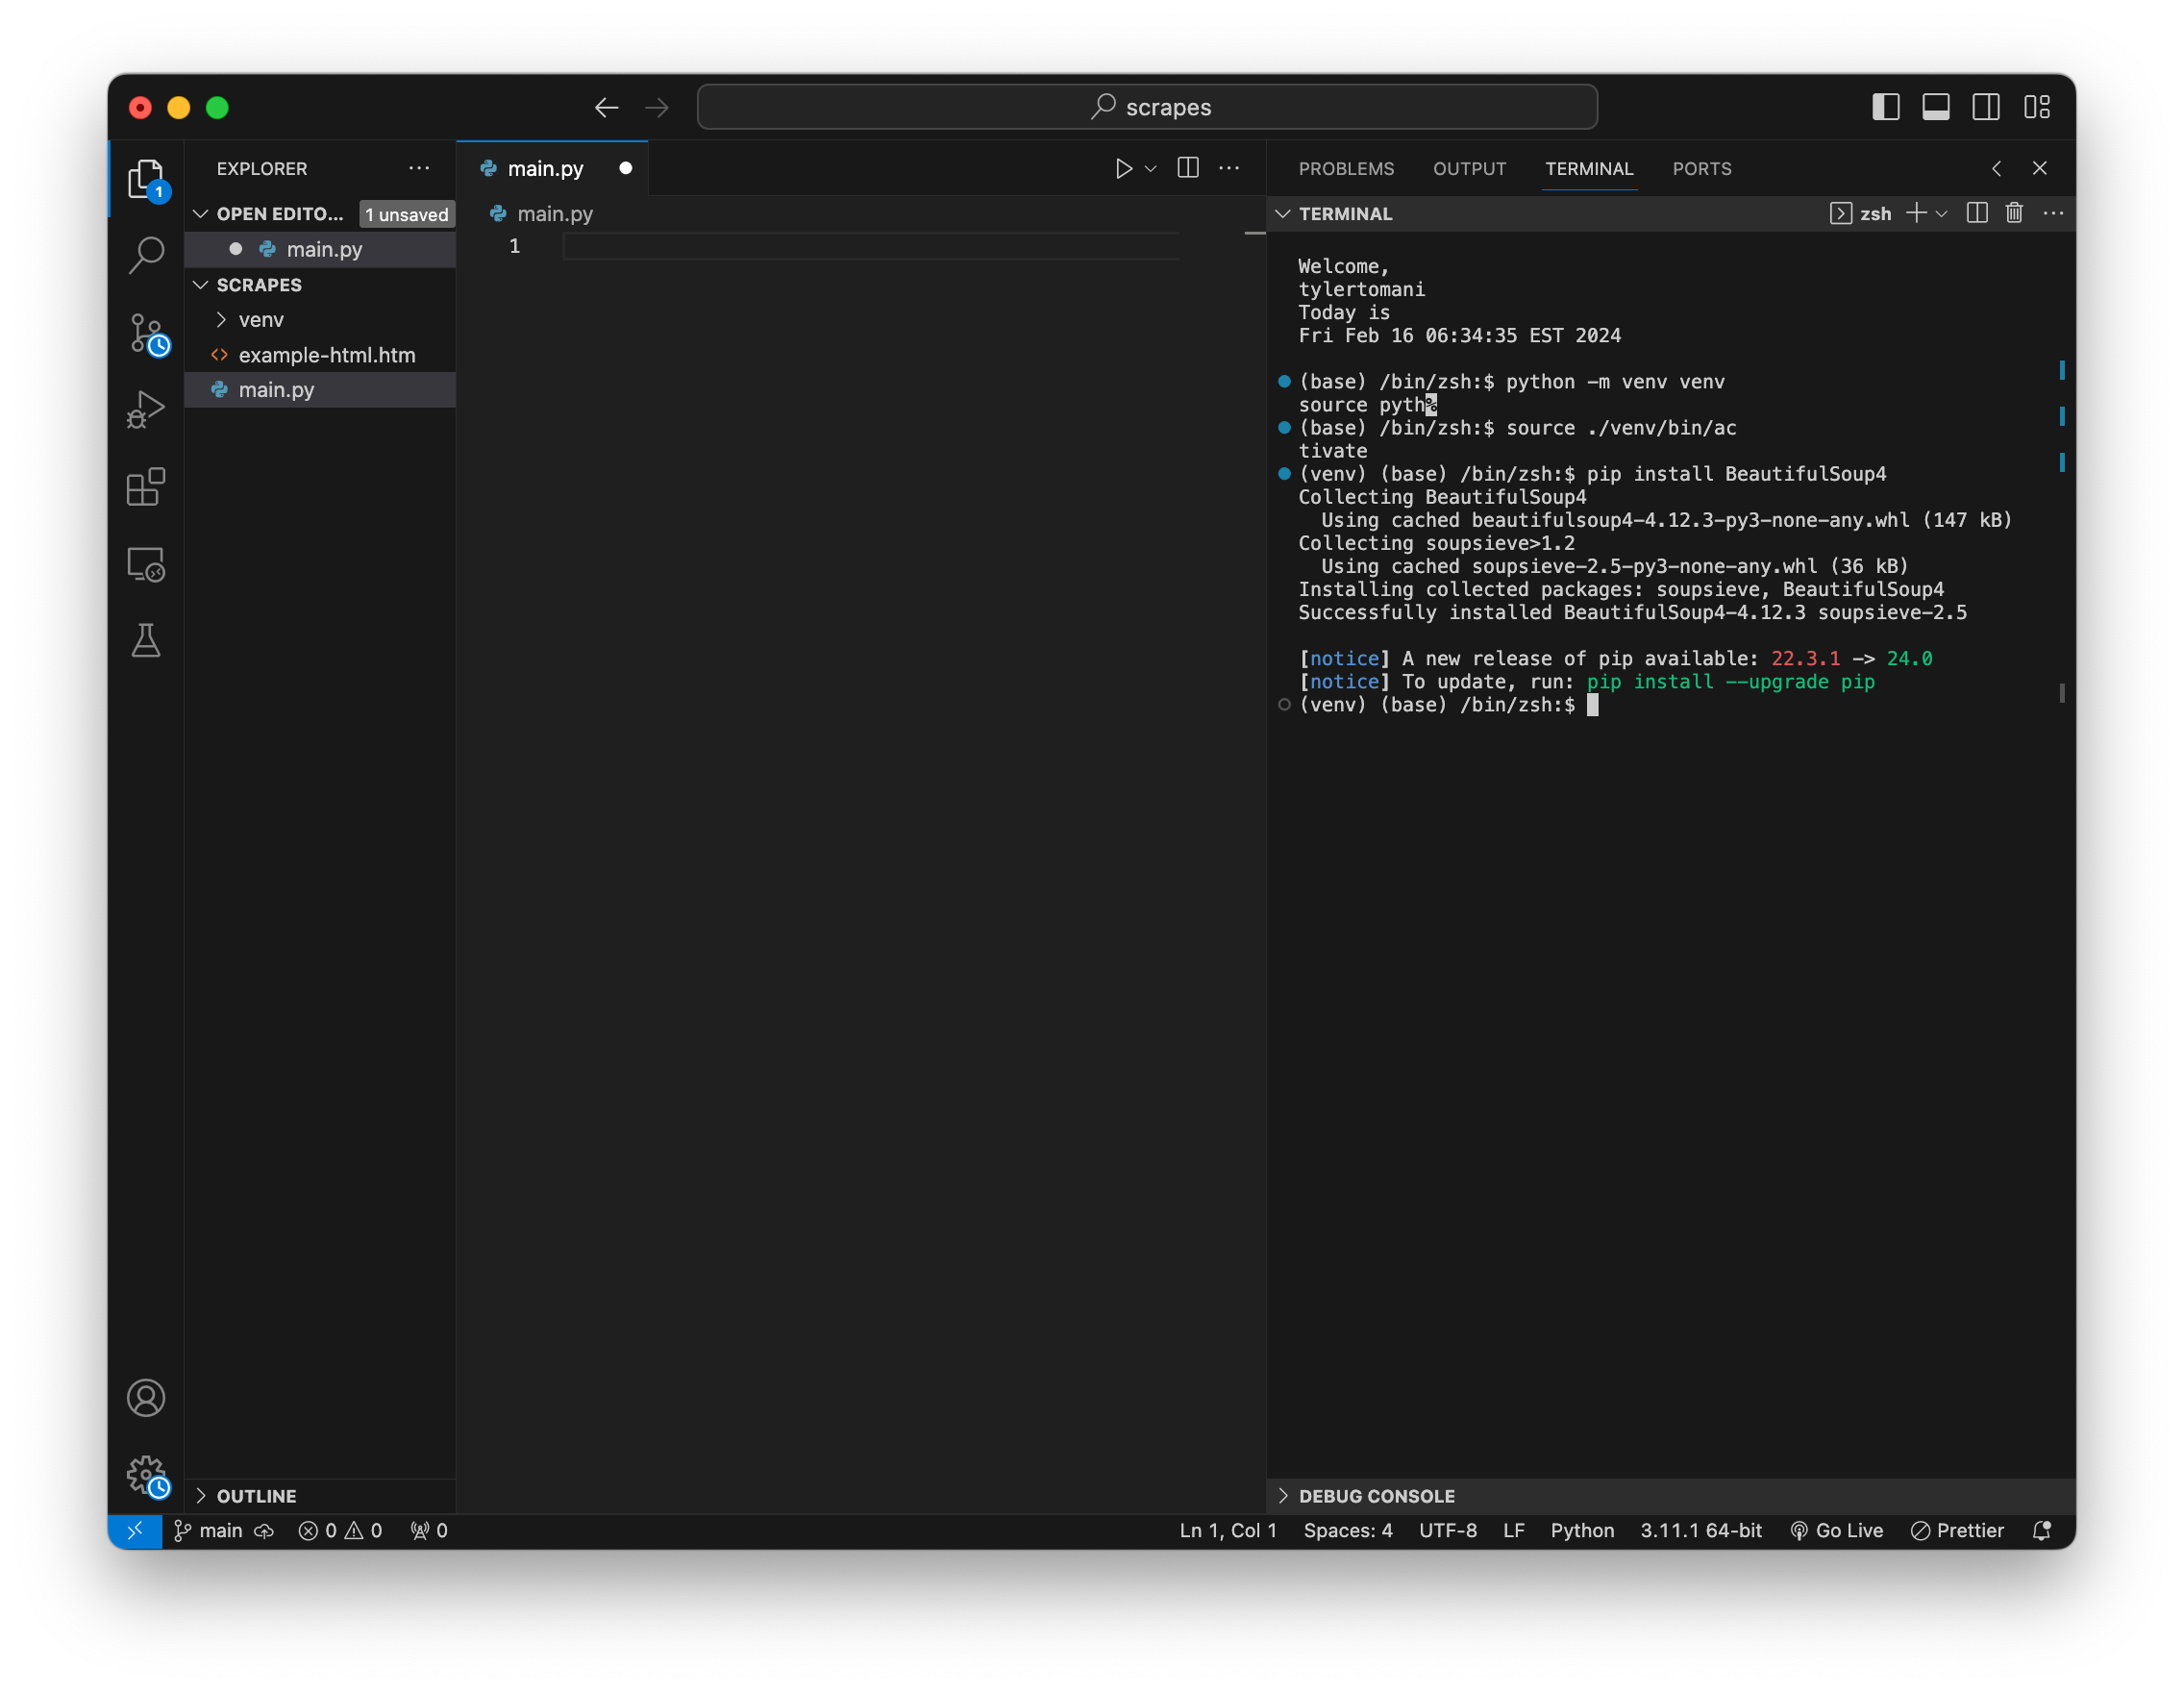 scrapes
EXPLORER
OPEN EDITO... 1 unsaved
main.py
SCRAPES
venv
example-html.htm
main.py
OUTLINE
1
main.py
main.py
1
PROBLEMS OUTPUT TERMINAL PORTS
TERMINAL zsh
Welcome,
tylertomani
Today is
Fri Feb 16 06:34:35 EST 2024
(base) /bin/zsh:$ python -m venv venv
source pyth%
(base) /bin/zsh:$ source ./venv/bin/ac
tivate
(venv) (base) /bin/zsh:$ pip install BeautifulSoup4
Collecting BeautifulSoup4
  Using cached beautifulsoup4-4.12.3-py3-none-any.whl (147 kB)
Collecting soupsieve>1.2
  Using cached soupsieve-2.5-py3-none-any.whl (36 kB)
Installing collected packages: soupsieve, BeautifulSoup4
Successfully installed BeautifulSoup4-4.12.3 soupsieve-2.5
[notice] A new release of pip available: 22.3.1 -> 24.0
[notice] To update, run: pip install --upgrade pip
(venv) (base) /bin/zsh:$
DEBUG CONSOLE
main 0 0 0 Ln 1, Col 1 Spaces: 4 UTF-8 LF Python 3.11.1 64-bit Go Live Prettier